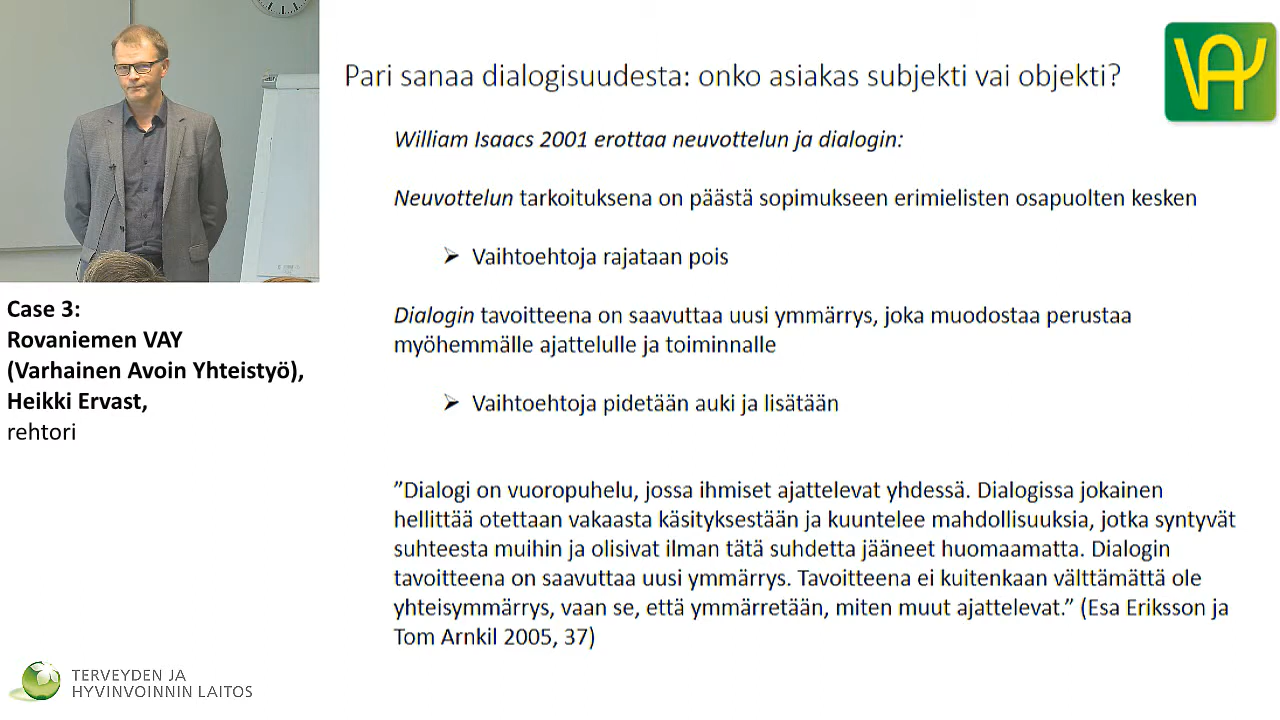 Pari sanaa dialogisuudesta: onko asiakas subjekti vai objekti?
VAY
William Isaacs 2001 erottaa neuvottelun ja dialogin:
Neuvottelun tarkoituksena on päästä sopimukseen erimielisten osapuolten kesken
Vaihtoehtoja rajataan pois
Dialogin tavoitteena on saavuttaa uusi ymmärrys, joka muodostaa perustaa
myöhemmälle ajattelulle ja toiminnalle
Vaihtoehtoja pidetään auki ja lisätään
”Dialogi on vuoropuhelu, jossa ihmiset ajattelevat yhdessä. Dialogissa jokainen
hellittää otettaan vakaasta käsityksestään ja kuuntelee mahdollisuuksia, jotka syntyvät
suhteesta muihin ja olisivat ilman tätä suhdetta jääneet huomaamatta. Dialogin
tavoitteena on saavuttaa uusi ymmärrys. Tavoitteena ei kuitenkaan välttämättä ole
yhteisymmärrys, vaan se, että ymmärretään, miten muut ajattelevat.” (Esa Eriksson ja
Tom Arnkil 2005, 37)
Case 3:
Rovaniemen VAY
(Varhainen Avoin Yhteistyö),
Heikki Ervast,
rehtori
TERVEYDEN JA
HYVINVOINNIN LAITOS